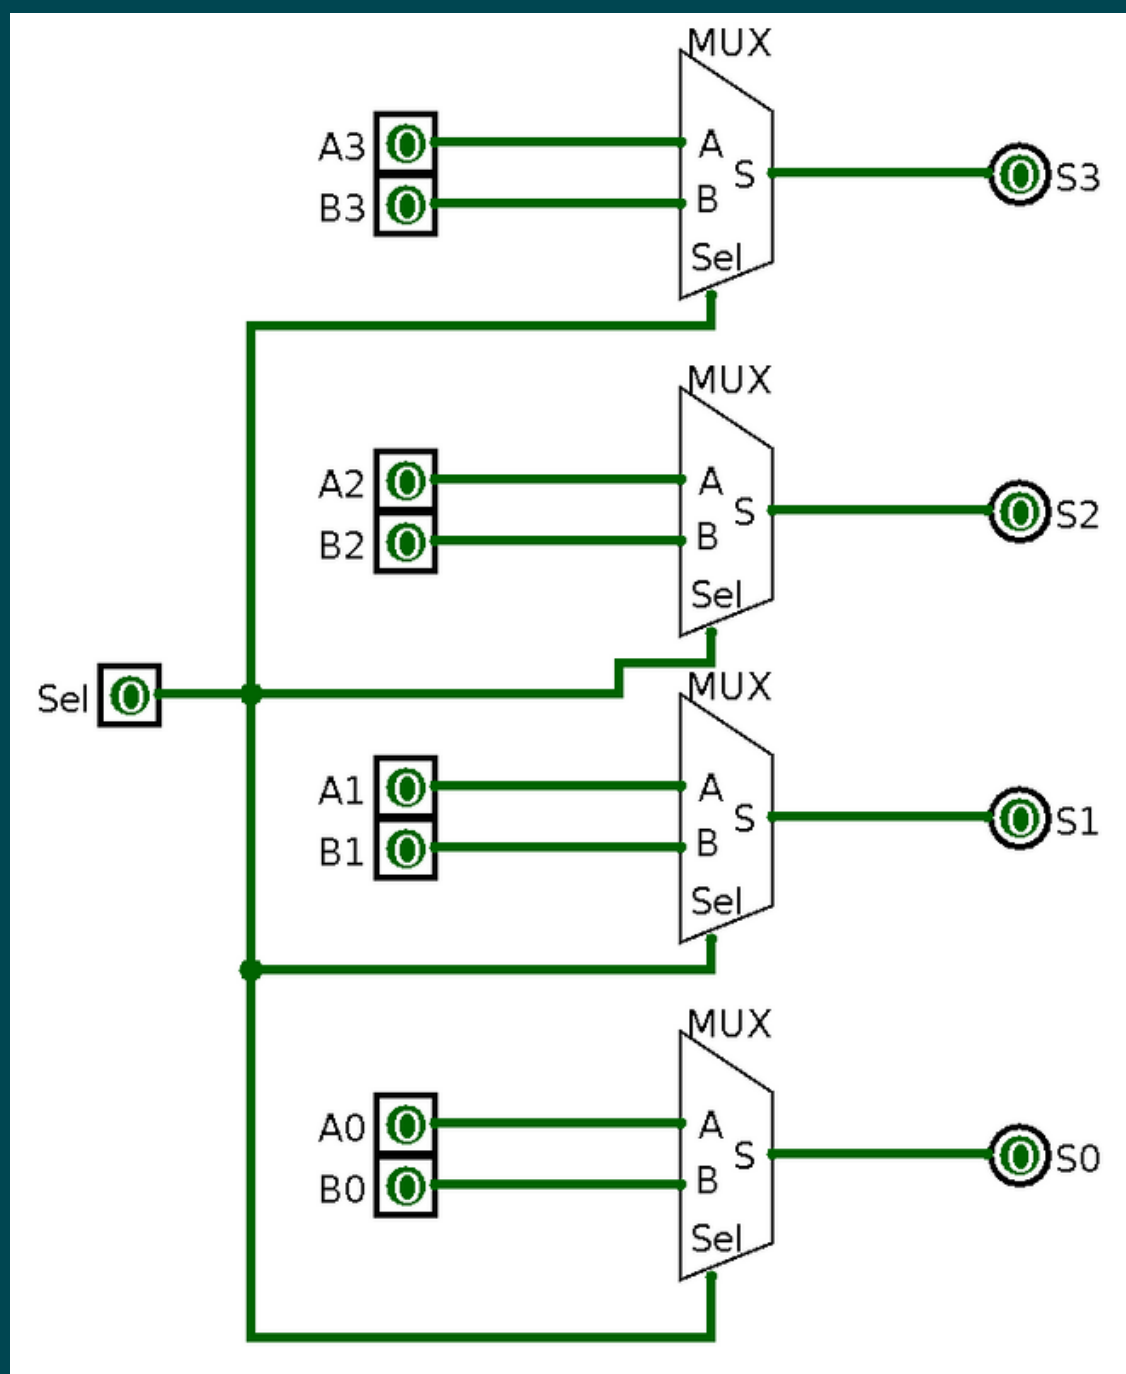 MUX
A3 0 A
S 0 S3
B3 0 B
Sel
MUX
A2 0 A
S 0 S2
B2 0 B
Sel
Sel 0
MUX
A1 0 A
S 0 S1
B1 0 B
Sel
MUX
A0 0 A
S 0 S0
B0 0 B
Sel